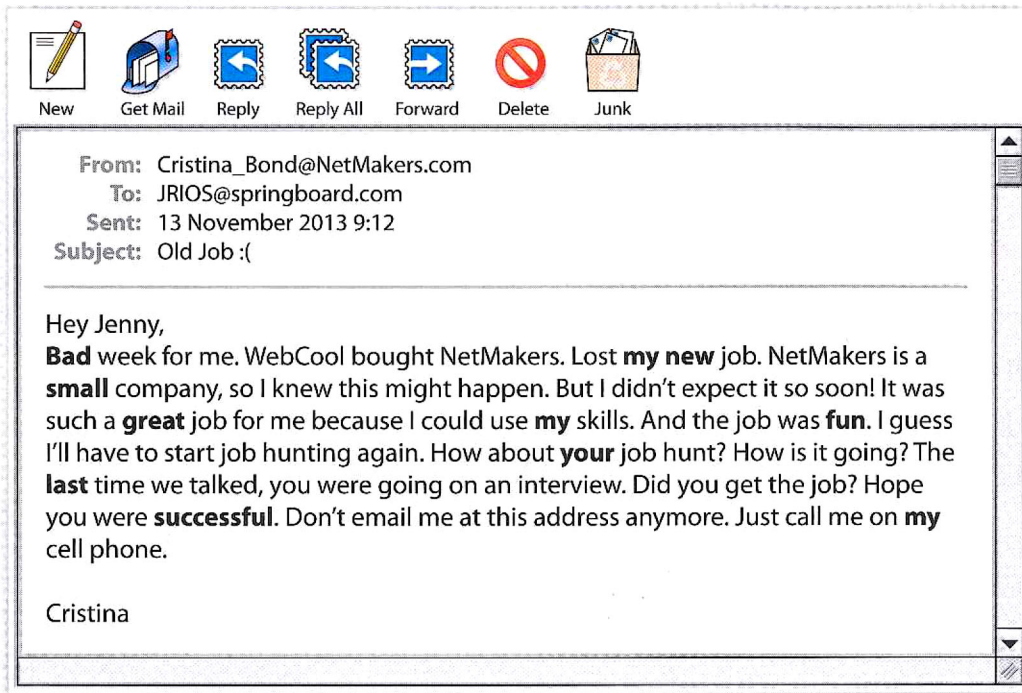 New Get Mail Reply Reply All Forward Delete Junk
From: Cristina_Bond@NetMakers.com
To: JRIOS@springboard.com
Sent: 13 November 2013 9:12
Subject: Old Job :(
Hey Jenny,
Bad week for me. WebCool bought NetMakers. Lost my new job. NetMakers is a
small company, so I knew this might happen. But I didn't expect it so soon! It was
such a great job for me because I could use my skills. And the job was fun. I guess
I'll have to start job hunting again. How about your job hunt? How is it going? The
last time we talked, you were going on an interview. Did you get the job? Hope
you were successful. Don't email me at this address anymore. Just call me on my
cell phone.
Cristina